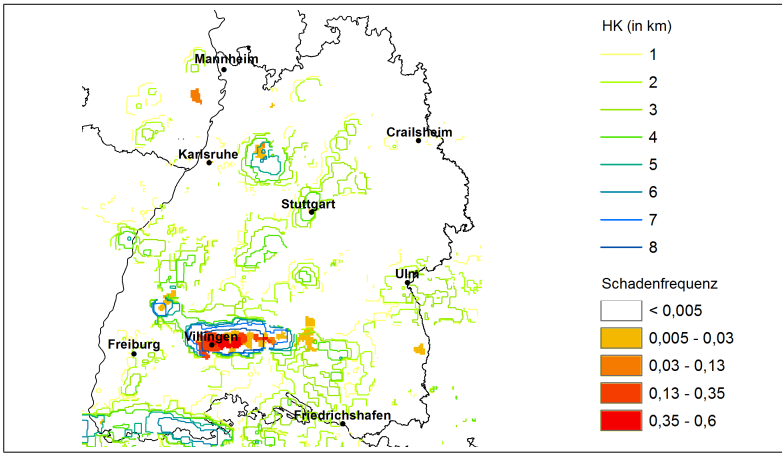 Mannheim
Karlsruhe
Crailsheim
Stuttgart
Ulm
Villingen
Freiburg
Friedrichshafen
HK (in km)
1
2
3
4
5
6
7
8
Schadenfrequenz
< 0,005
0,005 - 0,03
0,03 - 0,13
0,13 - 0,35
0,35 - 0,6